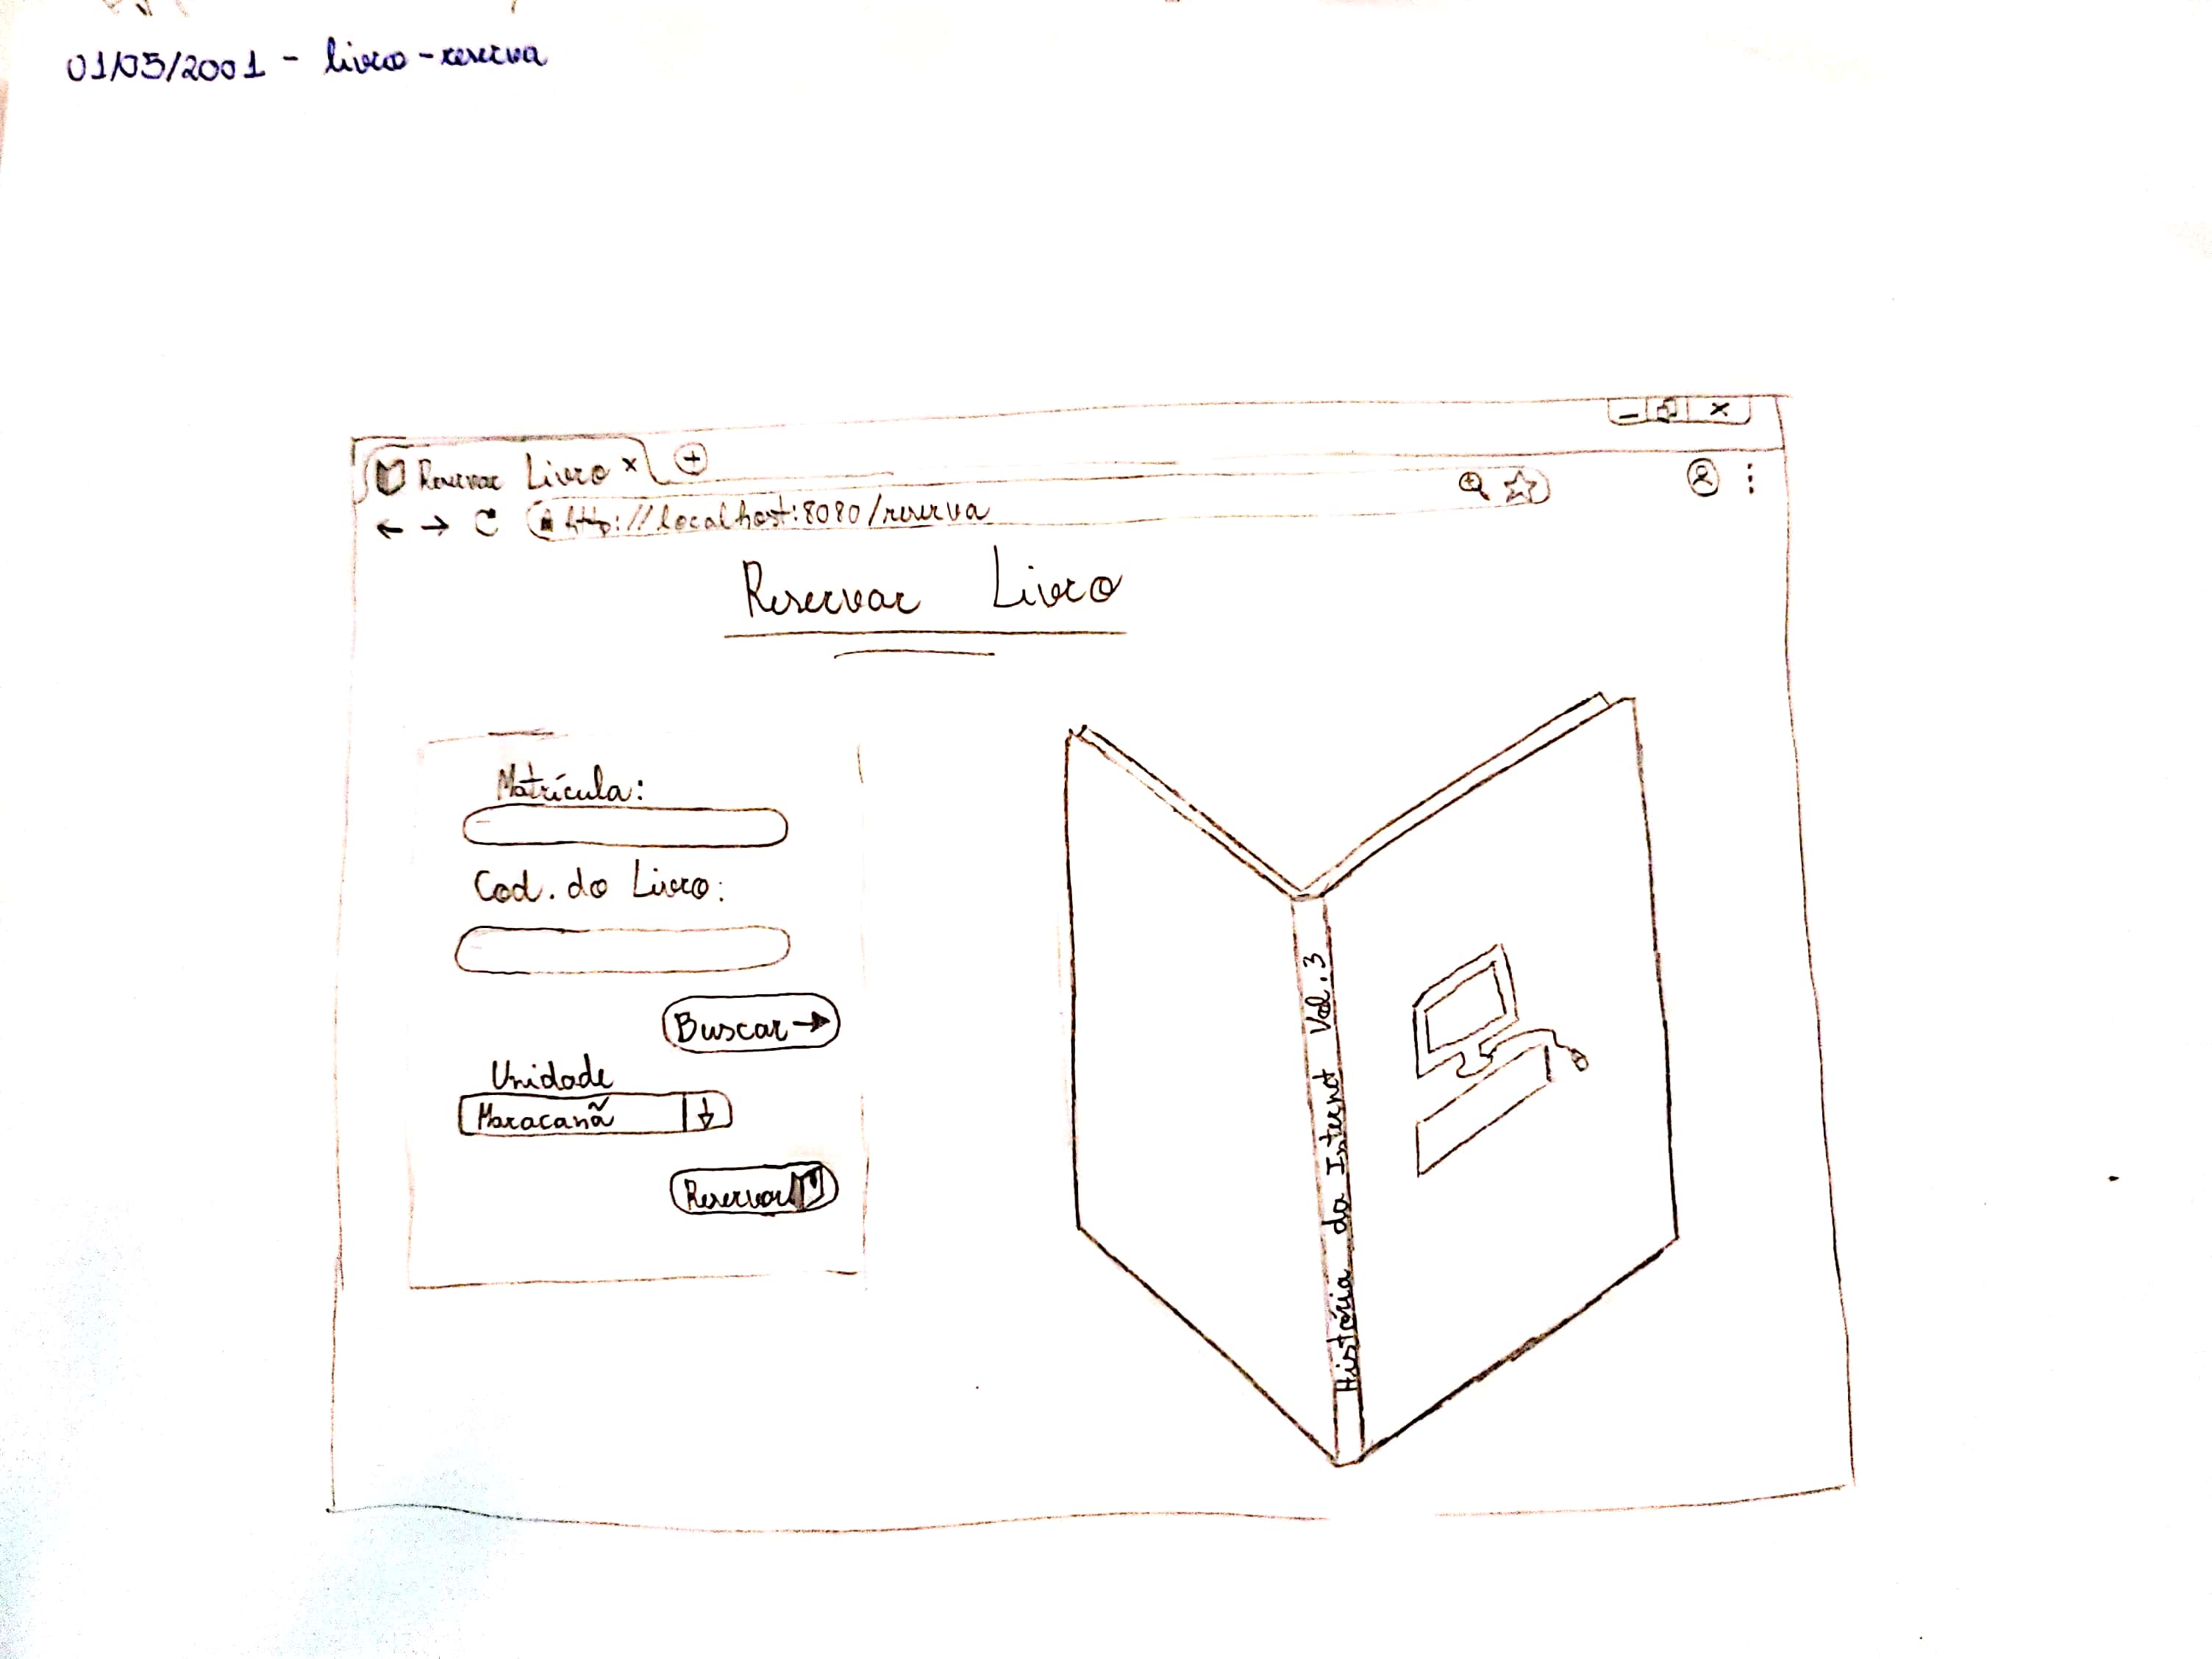 01/05/2001 - livro-reserva
Reservar Livro x
http://localhost:8080/reserva
Reservar Livro
Matrícula:
Cod. do Livro:
Buscar
Unidade
Maracanã
Reservar
História da Internet Vol. 3